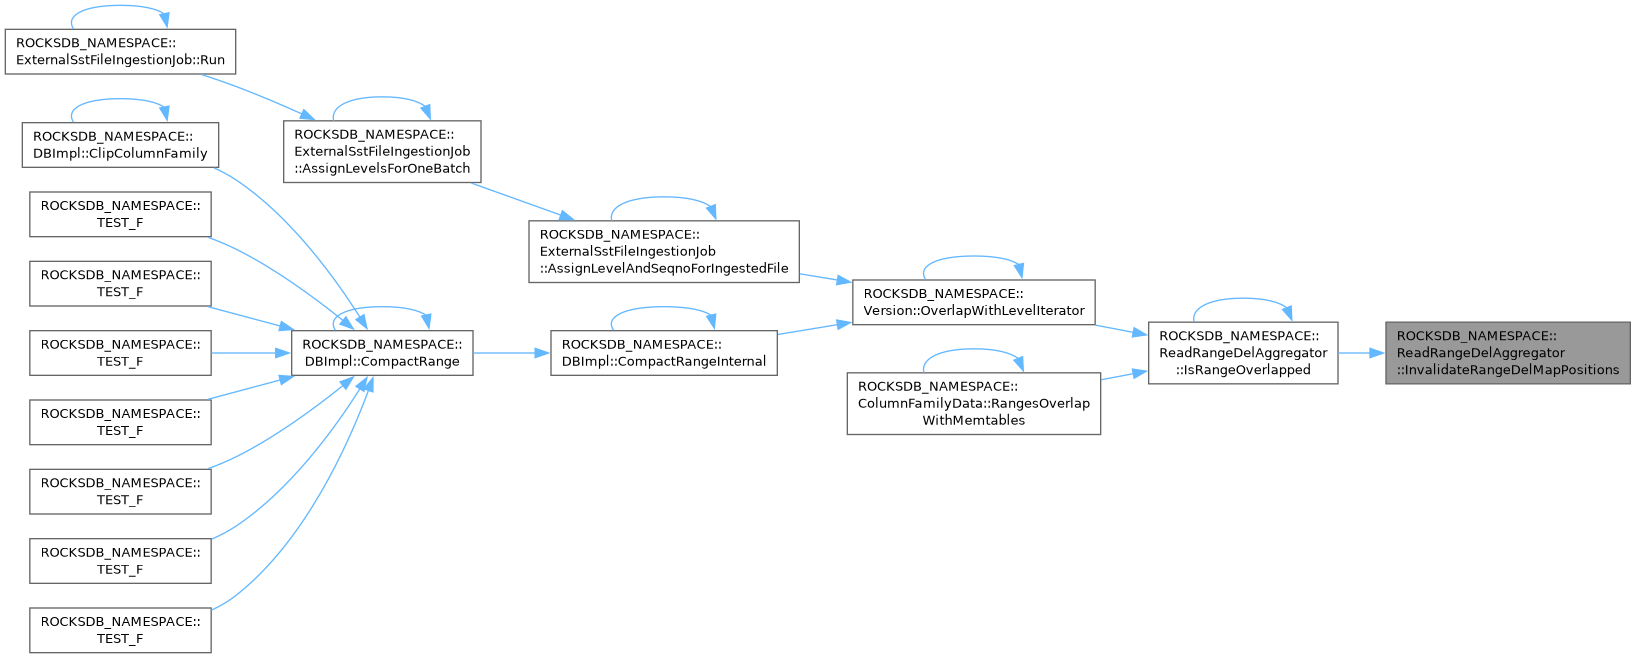 ROCKSDB_NAMESPACE::
ExternalSstFileIngestionJob::Run
ROCKSDB_NAMESPACE::
DBImpl::ClipColumnFamily
ROCKSDB_NAMESPACE::
TEST_F
ROCKSDB_NAMESPACE::
TEST_F
ROCKSDB_NAMESPACE::
TEST_F
ROCKSDB_NAMESPACE::
TEST_F
ROCKSDB_NAMESPACE::
TEST_F
ROCKSDB_NAMESPACE::
TEST_F
ROCKSDB_NAMESPACE::
TEST_F
ROCKSDB_NAMESPACE::
ExternalSstFileIngestionJob
::AssignLevelsForOneBatch
ROCKSDB_NAMESPACE::
DBImpl::CompactRange
ROCKSDB_NAMESPACE::
ExternalSstFileIngestionJob
::AssignLevelAndSeqnoForIngestedFile
ROCKSDB_NAMESPACE::
DBImpl::CompactRangeInternal
ROCKSDB_NAMESPACE::
Version::OverlapWithLevelIterator
ROCKSDB_NAMESPACE::
ColumnFamilyData::RangesOverlap
WithMemtables
ROCKSDB_NAMESPACE::
ReadRangeDelAggregator
::IsRangeOverlapped
ROCKSDB_NAMESPACE::
ReadRangeDelAggregator
::InvalidateRangeDelMapPositions